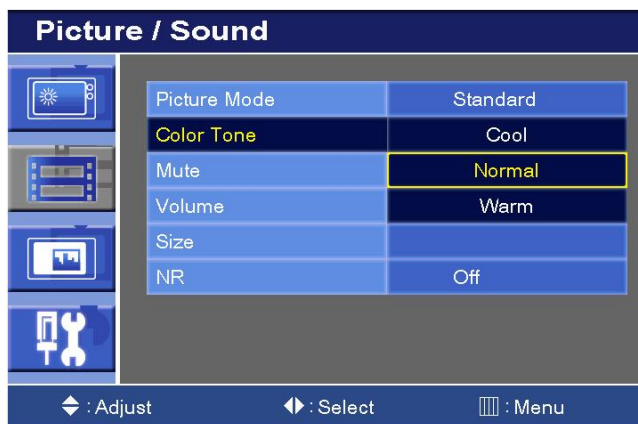 Picture / Sound
Picture Mode Standard
Color Tone Cool
Mute Normal
Volume Warm
Size
NR Off
: Adjust : Select : Menu